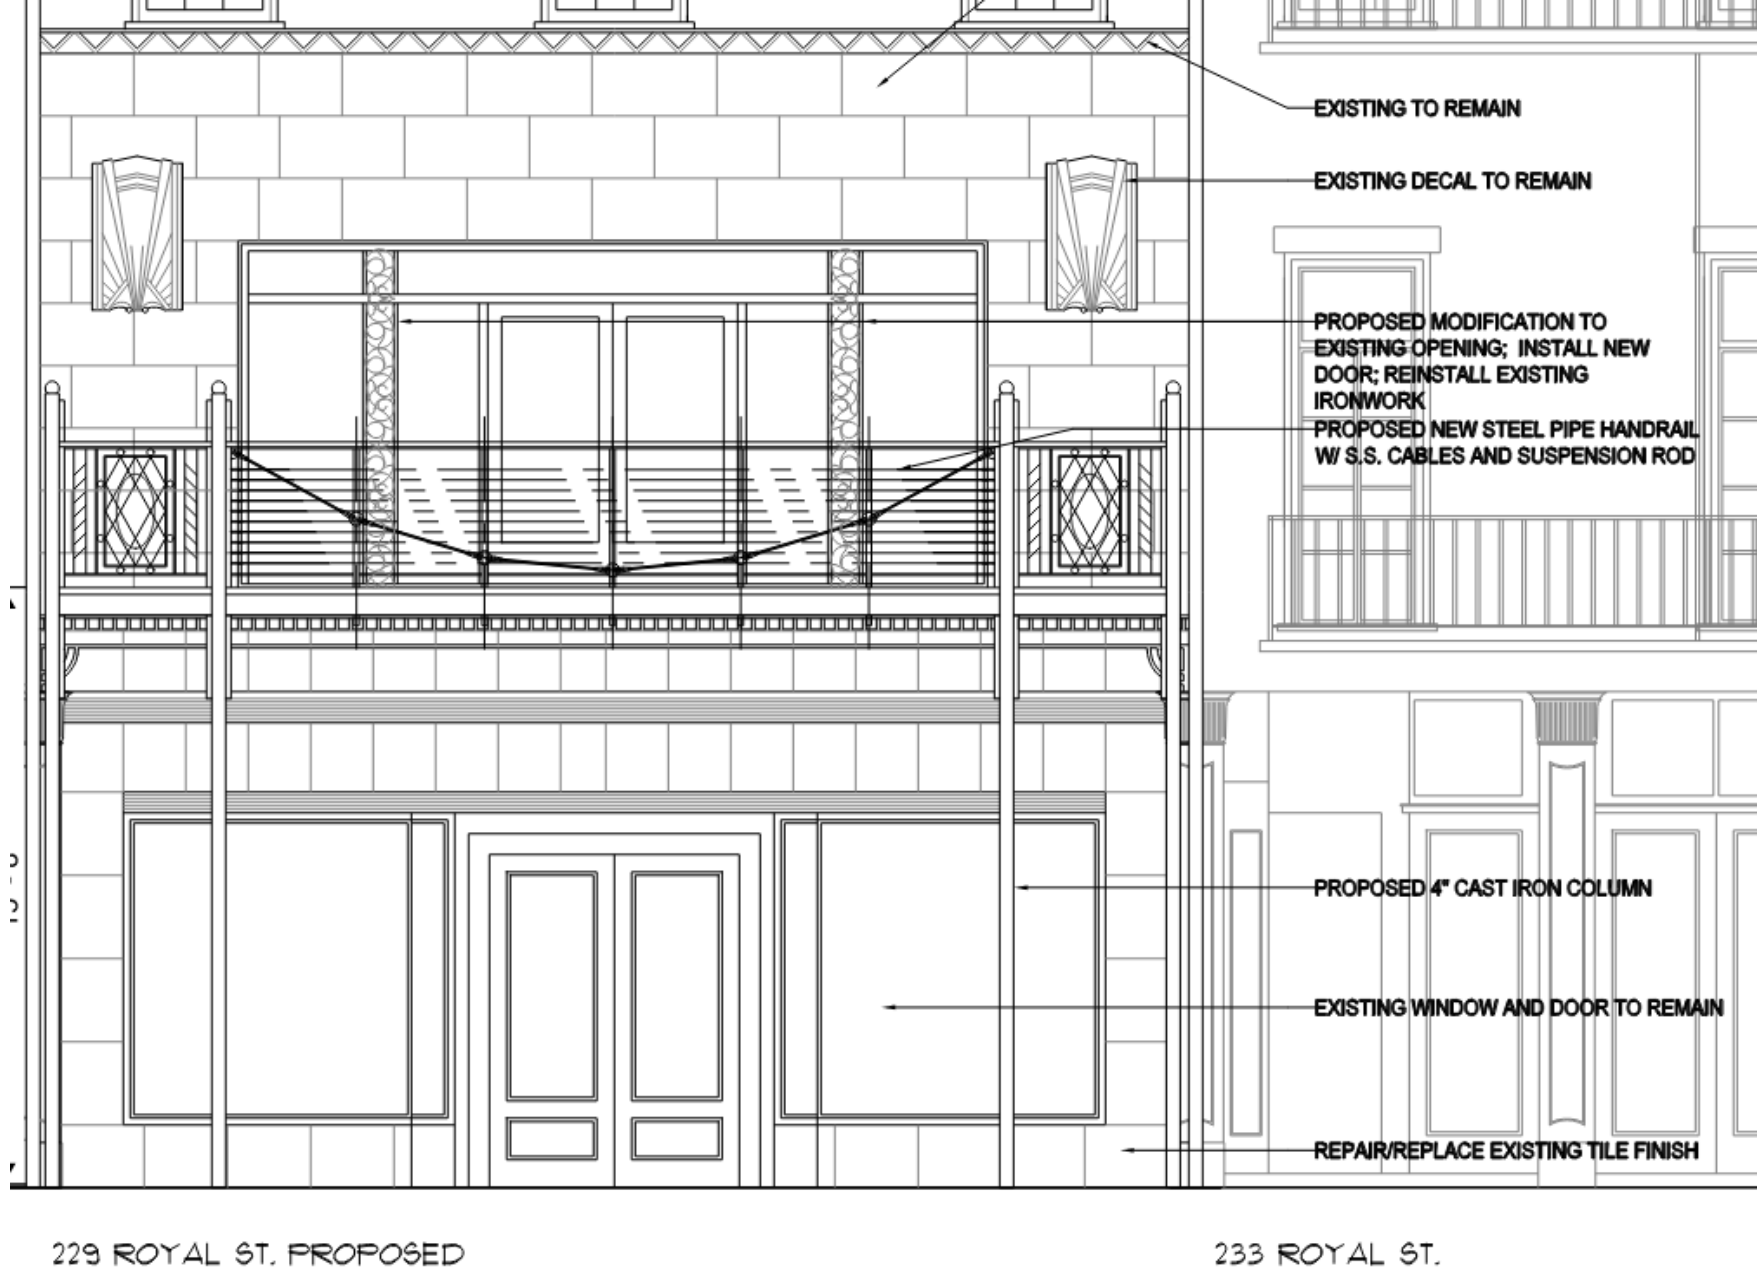 EXISTING TO REMAIN
EXISTING DECAL TO REMAIN
PROPOSED MODIFICATION TO
EXISTING OPENING; INSTALL NEW
DOOR; REINSTALL EXISTING
IRONWORK
PROPOSED NEW STEEL PIPE HANDRAIL
W/ S.S. CABLES AND SUSPENSION ROD
PROPOSED 4" CAST IRON COLUMN
EXISTING WINDOW AND DOOR TO REMAIN
REPAIR/REPLACE EXISTING TILE FINISH
229 ROYAL ST. PROPOSED
233 ROYAL ST.